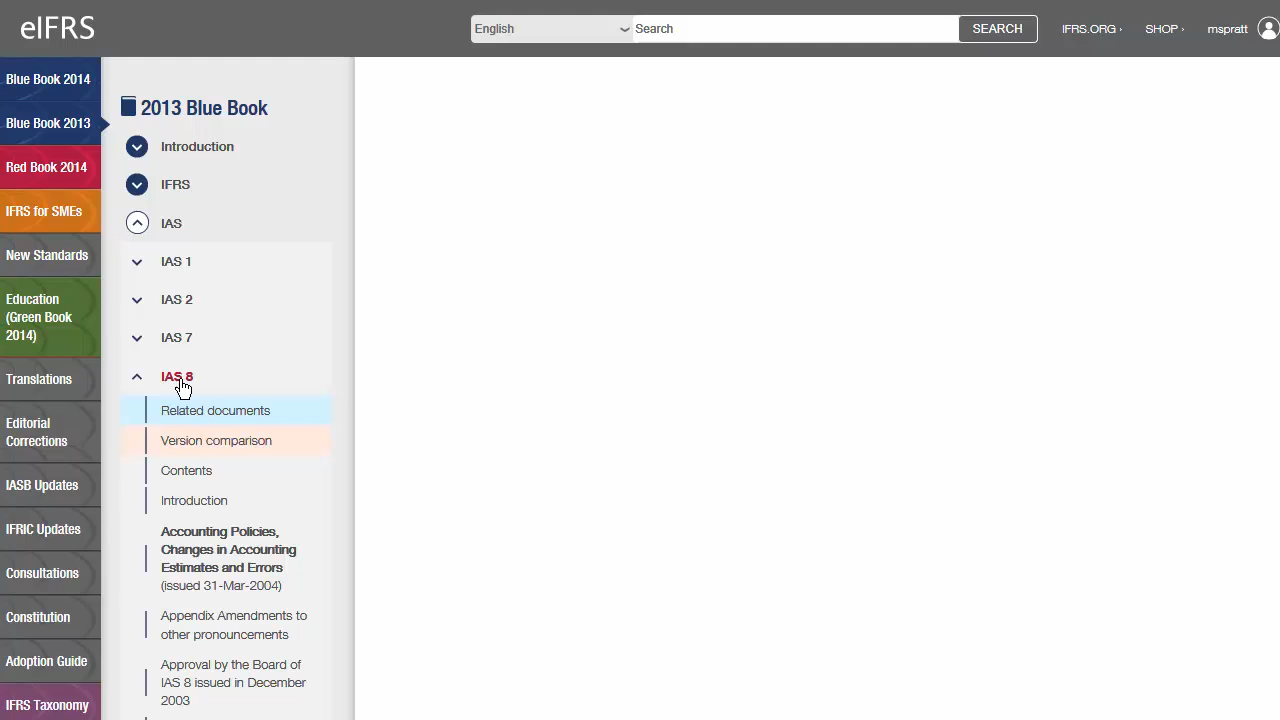 eIFRS
English
Search
SEARCH
IFRS.ORG ›
SHOP ›
mspratt
Blue Book 2014
Blue Book 2013
Red Book 2014
IFRS for SMEs
New Standards
Education
(Green Book
2014)
Translations
Editorial
Corrections
IASB Updates
IFRIC Updates
Consultations
Constitution
Adoption Guide
IFRS Taxonomy
2013 Blue Book
Introduction
IFRS
IAS
IAS 1
IAS 2
IAS 7
IAS 8
Related documents
Version comparison
Contents
Introduction
Accounting Policies,
Changes in Accounting
Estimates and Errors
(issued 31-Mar-2004)
Appendix Amendments to
other pronouncements
Approval by the Board of
IAS 8 issued in December
2003